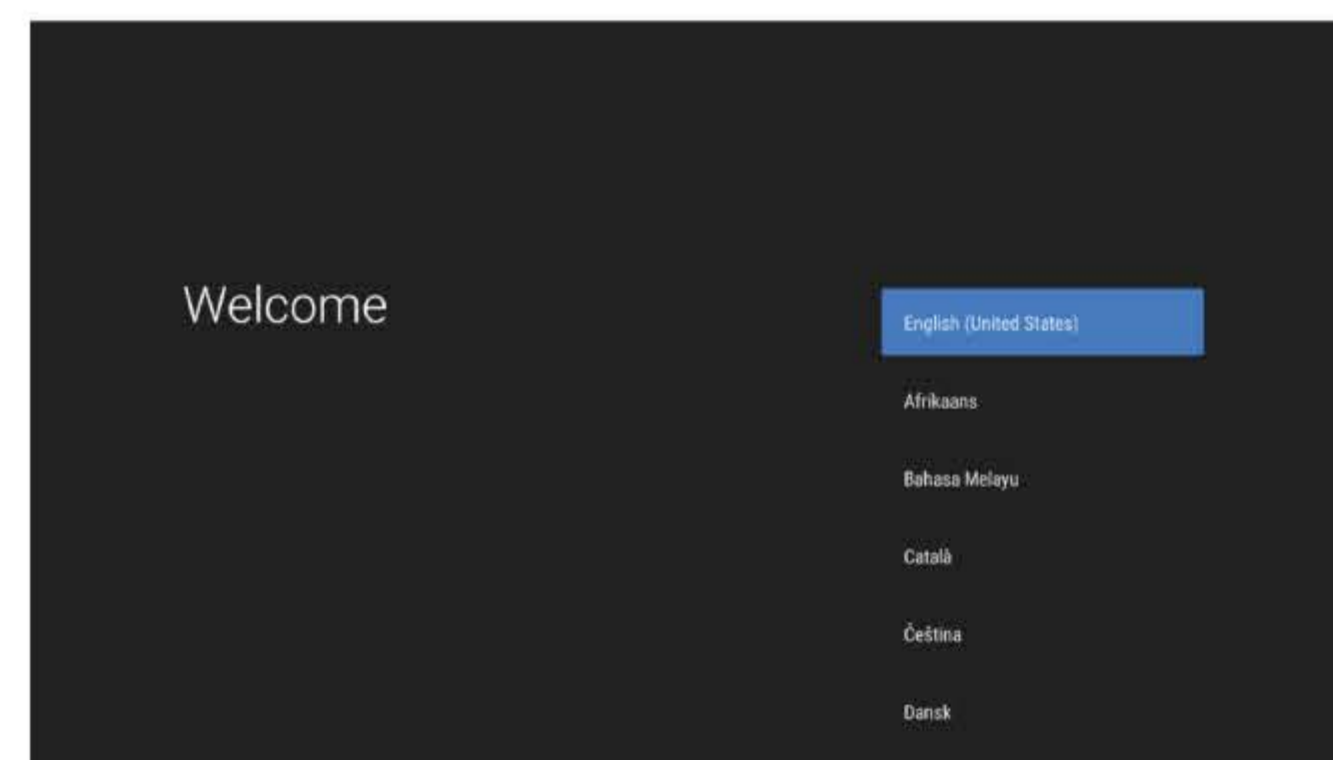 Welcome
English (United States)
Afrikaans
Bahasa Melayu
Català
Čeština
Dansk